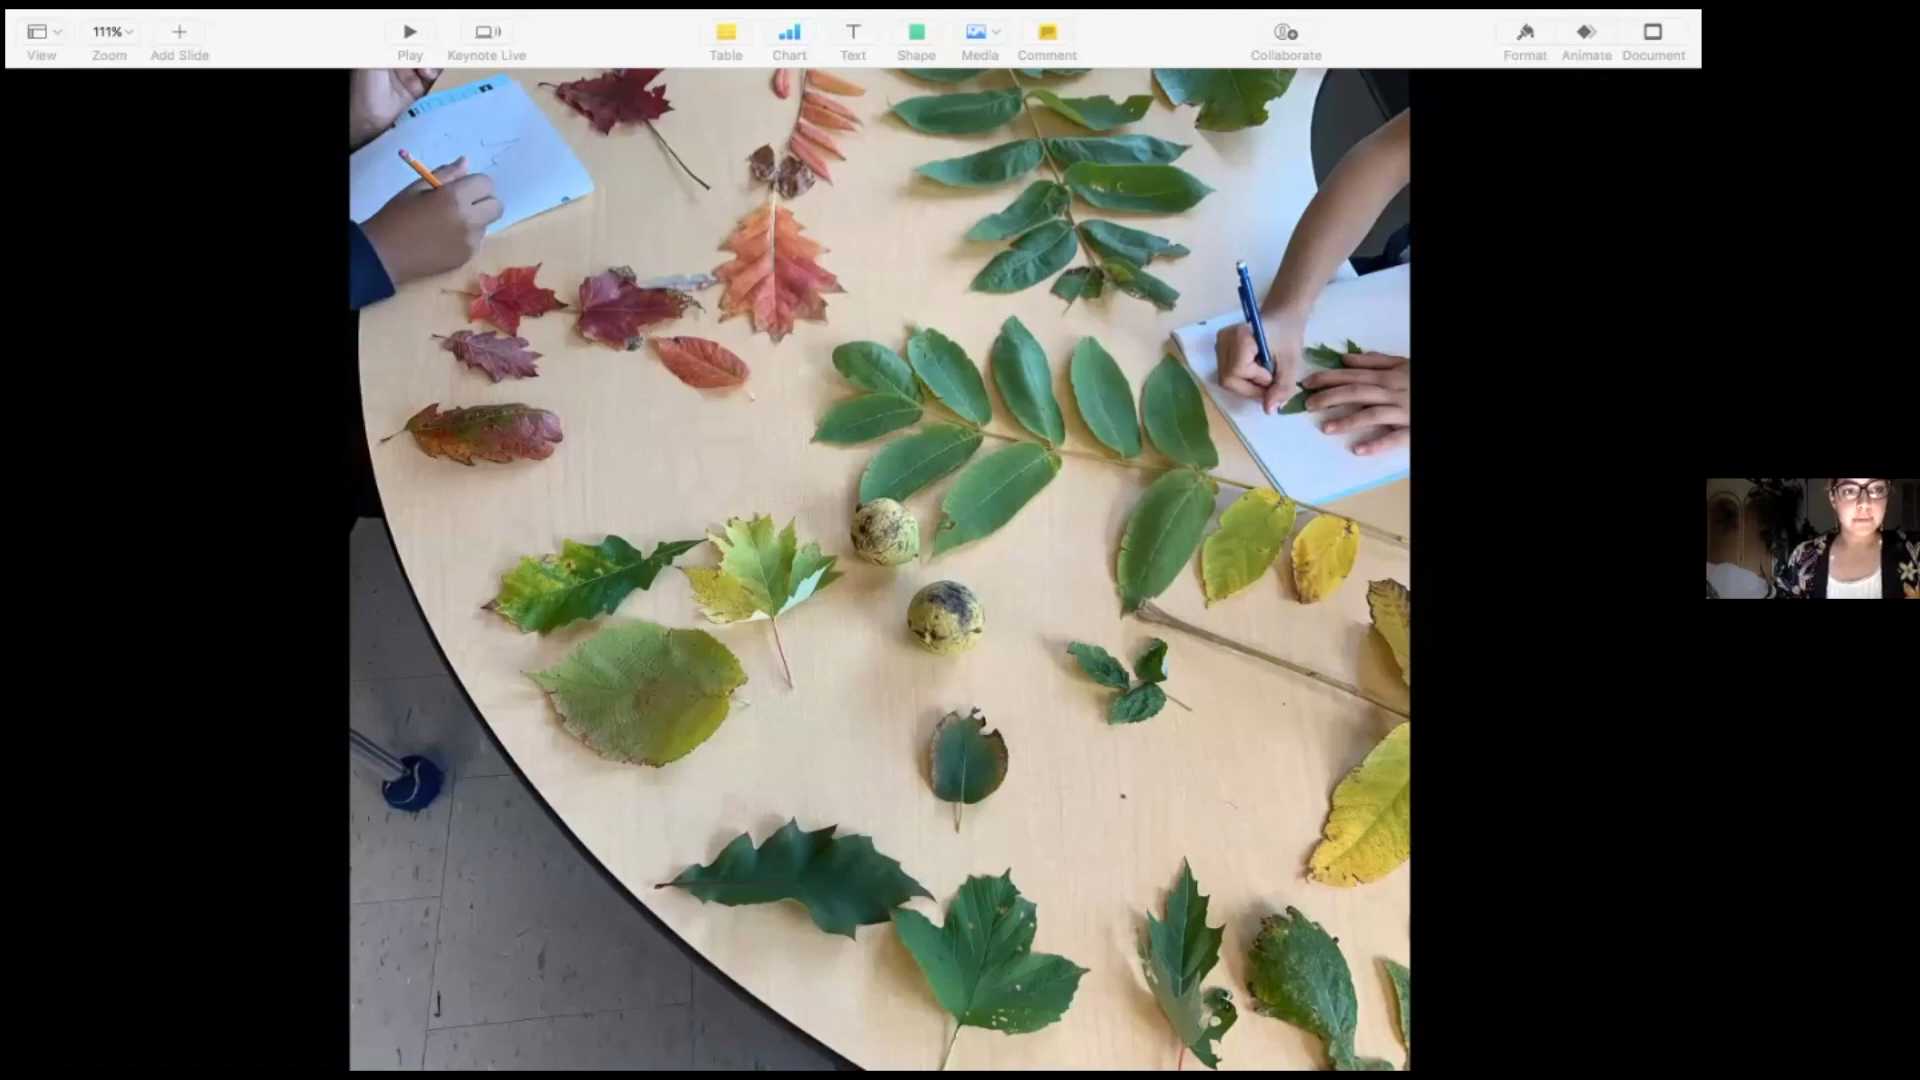 111%
View
Zoom
Add Slide
Play
Keynote Live
Table
Chart
Text
Shape
Media
Comment
Collaborate
Format
Animate
Document